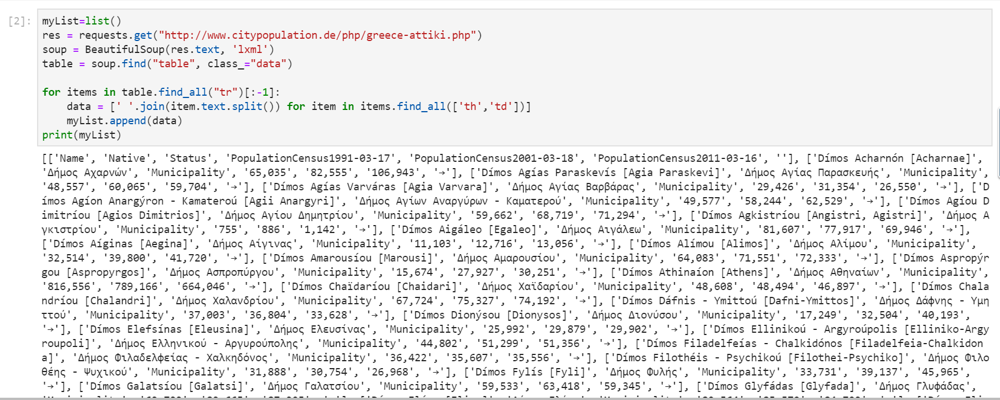 [2]:
myList=list()
res = requests.get("http://www.citypopulation.de/php/greece-attiki.php")
soup = BeautifulSoup(res.text, 'lxml')
table = soup.find("table", class_="data")
for items in table.find_all("tr")[:-1]:
    data = [' '.join(item.text.split()) for item in items.find_all(['th','td'])]
    myList.append(data)
print(myList)
[['Name', 'Native', 'Status', 'PopulationCensus1991-03-17', 'PopulationCensus2001-03-18', 'PopulationCensus2011-03-16', ''], ['Dímos Acharnón [Acharnae]',
'Δήμος Αχαρνών', 'Municipality', '65,035', '82,555', '106,943', '→'], ['Dímos Agías Paraskevís [Agia Paraskevi]', 'Δήμος Αγίας Παρασκευής', 'Municipality',
'48,557', '60,065', '59,704', '→'], ['Dímos Agías Varváras [Agia Varvara]', 'Δήμος Αγίας Βαρβάρας', 'Municipality', '29,426', '31,354', '26,550', '→'], ['D
ímos Agíon Anargýron - Kamateroú [Agii Anargyri]', 'Δήμος Αγίων Αναργύρων - Καματερού', 'Municipality', '49,577', '58,244', '62,529', '→'], ['Dímos Agíou D
imitríou [Agios Dimitrios]', 'Δήμος Αγίου Δημητρίου', 'Municipality', '59,662', '68,719', '71,294', '→'], ['Dímos Agkistríou [Angistri, Agistri]', 'Δήμος Α
γκιστρίου', 'Municipality', '755', '886', '1,142', '→'], ['Dímos Aigáleo [Egaleo]', 'Δήμος Αιγάλεω', 'Municipality', '81,607', '77,917', '69,946', '→'],
['Dímos Aíginas [Aegina]', 'Δήμος Αίγινας', 'Municipality', '11,103', '12,716', '13,056', '→'], ['Dímos Alímou [Alimos]', 'Δήμος Αλίμου', 'Municipality',
'32,514', '39,800', '41,720', '→'], ['Dímos Amarousíou [Marousi]', 'Δήμος Αμαρουσίου', 'Municipality', '64,083', '71,551', '72,333', '→'], ['Dímos Aspropýr
gou [Aspropyrgos]', 'Δήμος Ασπροπύργου', 'Municipality', '15,674', '27,927', '30,251', '→'], ['Dímos Athinaíon [Athens]', 'Δήμος Αθηναίων', 'Municipality',
'816,556', '789,166', '664,046', '→'], ['Dímos Chaïdaríou [Chaidari]', 'Δήμος Χαϊδαρίου', 'Municipality', '48,608', '48,494', '46,897', '→'], ['Dímos Chala
ndríou [Chalandri]', 'Δήμος Χαλανδρίου', 'Municipality', '67,724', '75,327', '74,192', '→'], ['Dímos Dáfnis - Ymittoú [Dafni-Ymittos]', 'Δήμος Δάφνης - Υμη
ττού', 'Municipality', '37,003', '36,804', '33,628', '→'], ['Dímos Dionýsou [Dionysos]', 'Δήμος Διονύσου', 'Municipality', '17,249', '32,504', '40,193',
'→'], ['Dímos Elefsínas [Eleusina]', 'Δήμος Ελευσίνας', 'Municipality', '25,992', '29,879', '29,902', '→'], ['Dímos Ellinikoú - Argyroúpolis [Elliniko-Argy
roupoli]', 'Δήμος Ελληνικού - Αργυρούπολης', 'Municipality', '44,802', '51,299', '51,356', '→'], ['Dímos Filadelfeías - Chalkidónos [Filadelfeia-Chalkidon
a]', 'Δήμος Φιλαδελφείας - Χαλκηδόνος', 'Municipality', '36,422', '35,607', '35,556', '→'], ['Dímos Filothéis - Psychikoú [Filothei-Psychiko]', 'Δήμος Φιλο
θέης - Ψυχικού', 'Municipality', '31,888', '30,754', '26,968', '→'], ['Dímos Fylís [Fyli]', 'Δήμος Φυλής', 'Municipality', '33,731', '39,137', '45,965',
'→'], ['Dímos Galatsíou [Galatsi]', 'Δήμος Γαλατσίου', 'Municipality', '59,533', '63,418', '59,345', '→'], ['Dímos Glyfádas [Glyfada]', 'Δήμος Γλυφάδας',